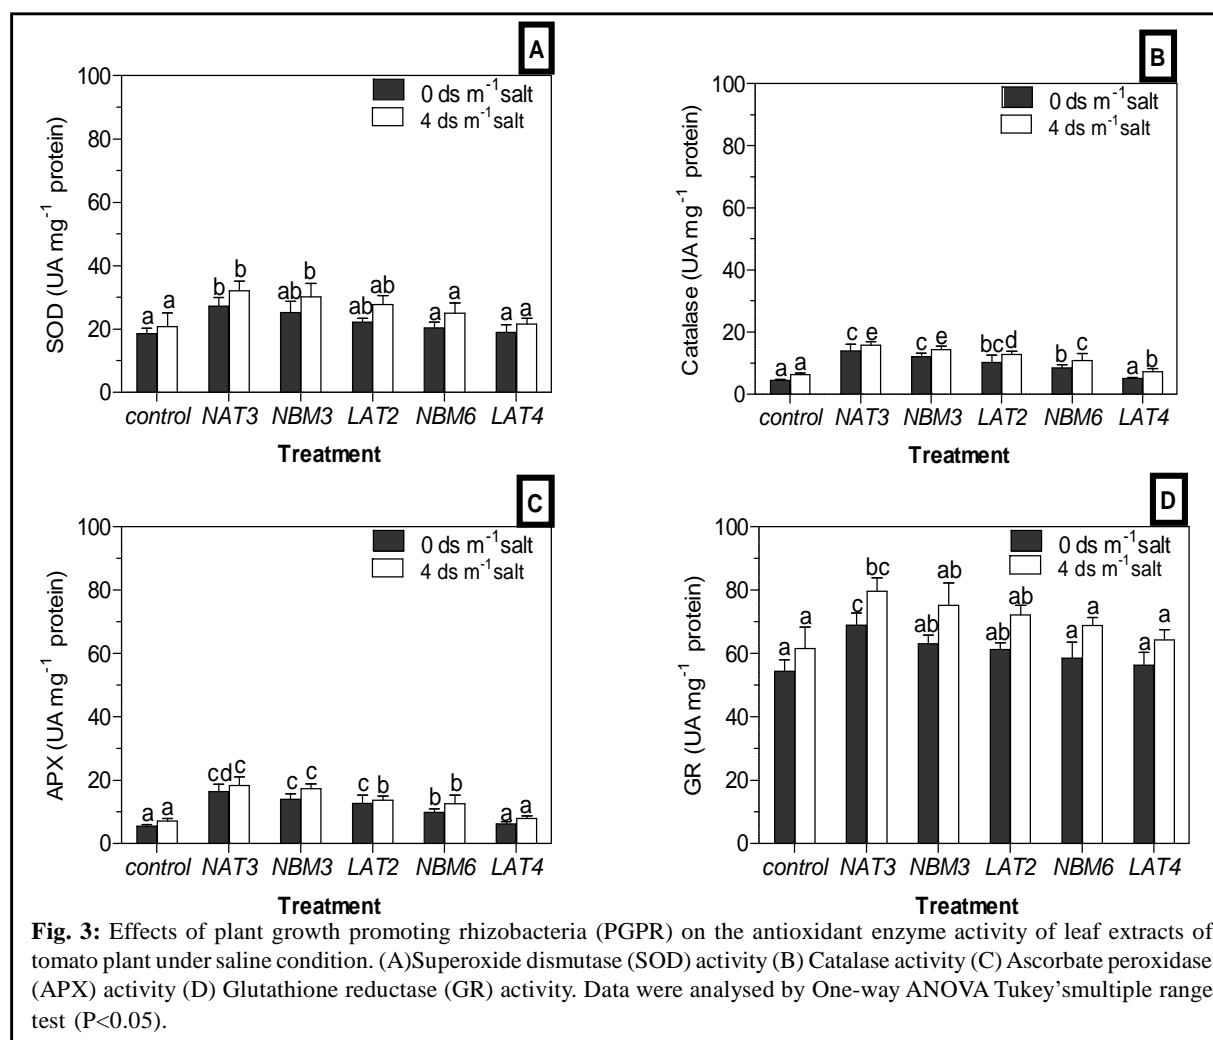 A
100
80
60
40
20
0
SOD (UA mg⁻¹ protein)
0 ds m⁻¹salt
4 ds m⁻¹salt
a a b b ab b ab ab a a a a
control NAT3 NBM3 LAT2 NBM6 LAT4
Treatment
B
100
80
60
40
20
0
Catalase (UA mg⁻¹ protein)
0 ds m⁻¹salt
4 ds m⁻¹salt
a a c e c e bc d b c a b
control NAT3 NBM3 LAT2 NBM6 LAT4
Treatment
C
100
80
60
40
20
0
APX (UA mg⁻¹ protein)
0 ds m⁻¹salt
4 ds m⁻¹salt
a a cd c c c c b b b a a
control NAT3 NBM3 LAT2 NBM6 LAT4
Treatment
D
100
80
60
40
20
0
GR (UA mg⁻¹ protein)
0 ds m⁻¹salt
4 ds m⁻¹salt
a a c bc ab ab ab ab a a a a
control NAT3 NBM3 LAT2 NBM6 LAT4
Treatment
Fig. 3: Effects of plant growth promoting rhizobacteria (PGPR) on the antioxidant enzyme activity of leaf extracts of
tomato plant under saline condition. (A)Superoxide dismutase (SOD) activity (B) Catalase activity (C) Ascorbate peroxidase
(APX) activity (D) Glutathione reductase (GR) activity. Data were analysed by One-way ANOVA Tukey'smultiple range
test (P<0.05).